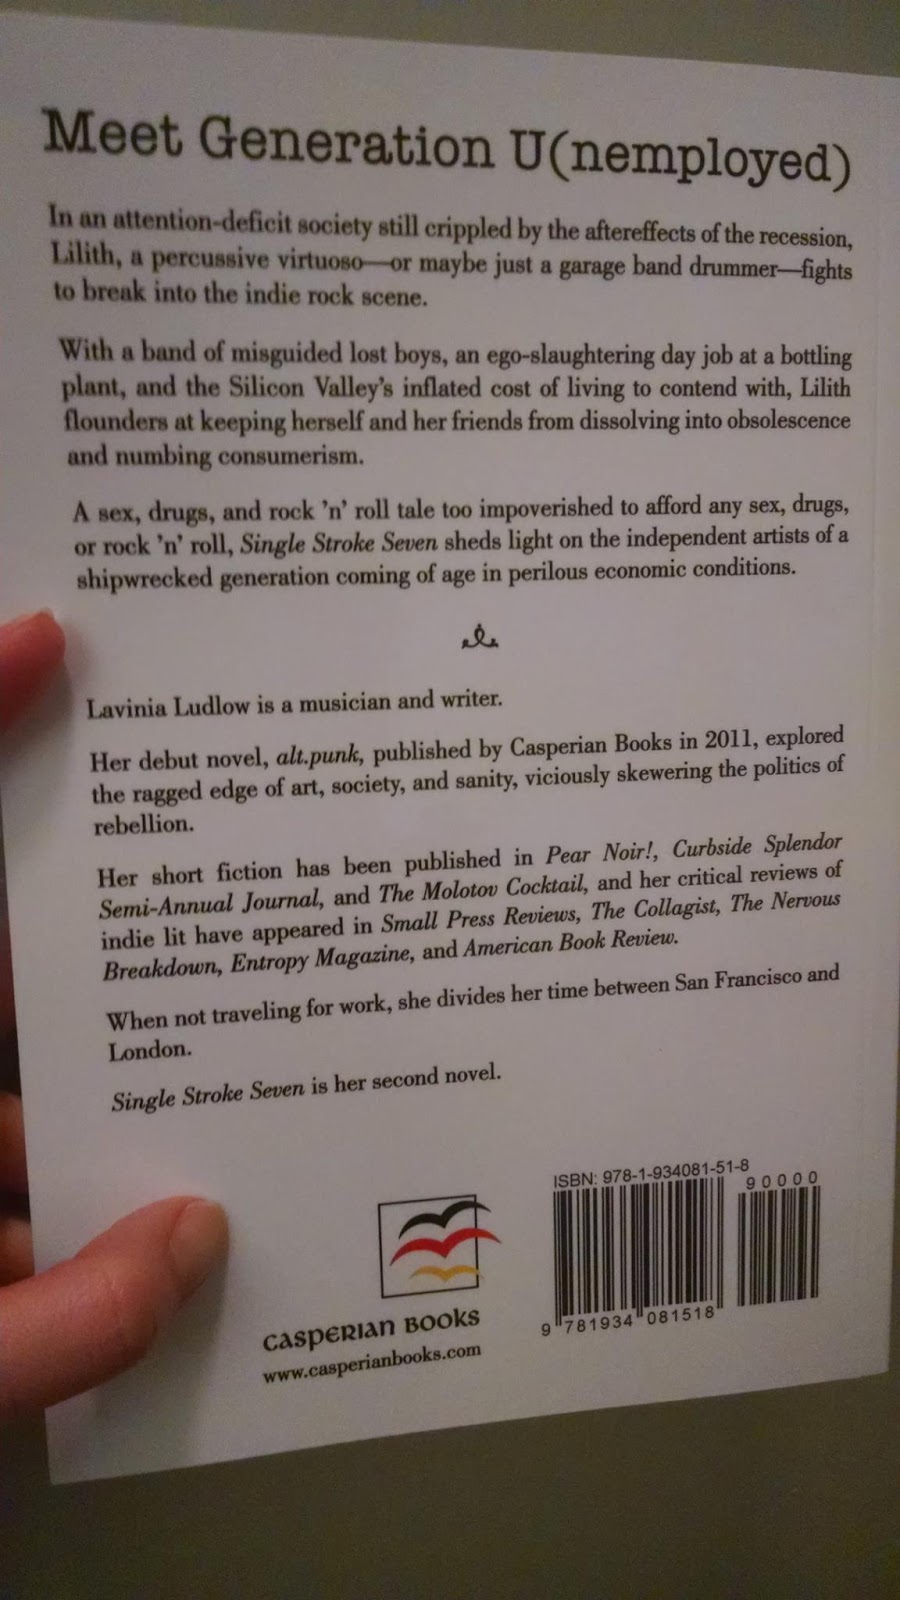 Meet Generation U(nemployed)
In an attention-deficit society still crippled by the aftereffects of the recession,
Lilith, a percussive virtuoso—or maybe just a garage band drummer—fights
to break into the indie rock scene.
With a band of misguided lost boys, an ego-slaughtering day job at a bottling
plant, and the Silicon Valley's inflated cost of living to contend with, Lilith
flounders at keeping herself and her friends from dissolving into obsolescence
and numbing consumerism.
A sex, drugs, and rock 'n' roll tale too impoverished to afford any sex, drugs,
or rock 'n' roll, Single Stroke Seven sheds light on the independent artists of a
shipwrecked generation coming of age in perilous economic conditions.
Lavinia Ludlow is a musician and writer.
Her debut novel, alt.punk, published by Casperian Books in 2011, explored
the ragged edge of art, society, and sanity, viciously skewering the politics of
rebellion.
Her short fiction has been published in Pear Noir!, Curbside Splendor
Semi-Annual Journal, and The Molotov Cocktail, and her critical reviews of
indie lit have appeared in Small Press Reviews, The Collagist, The Nervous
Breakdown, Entropy Magazine, and American Book Review.
When not traveling for work, she divides her time between San Francisco and
London.
Single Stroke Seven is her second novel.
ISBN: 978-1-934081-51-8
90000
9 781934 081518
CASPERIAN BOOKS
www.casperianbooks.com